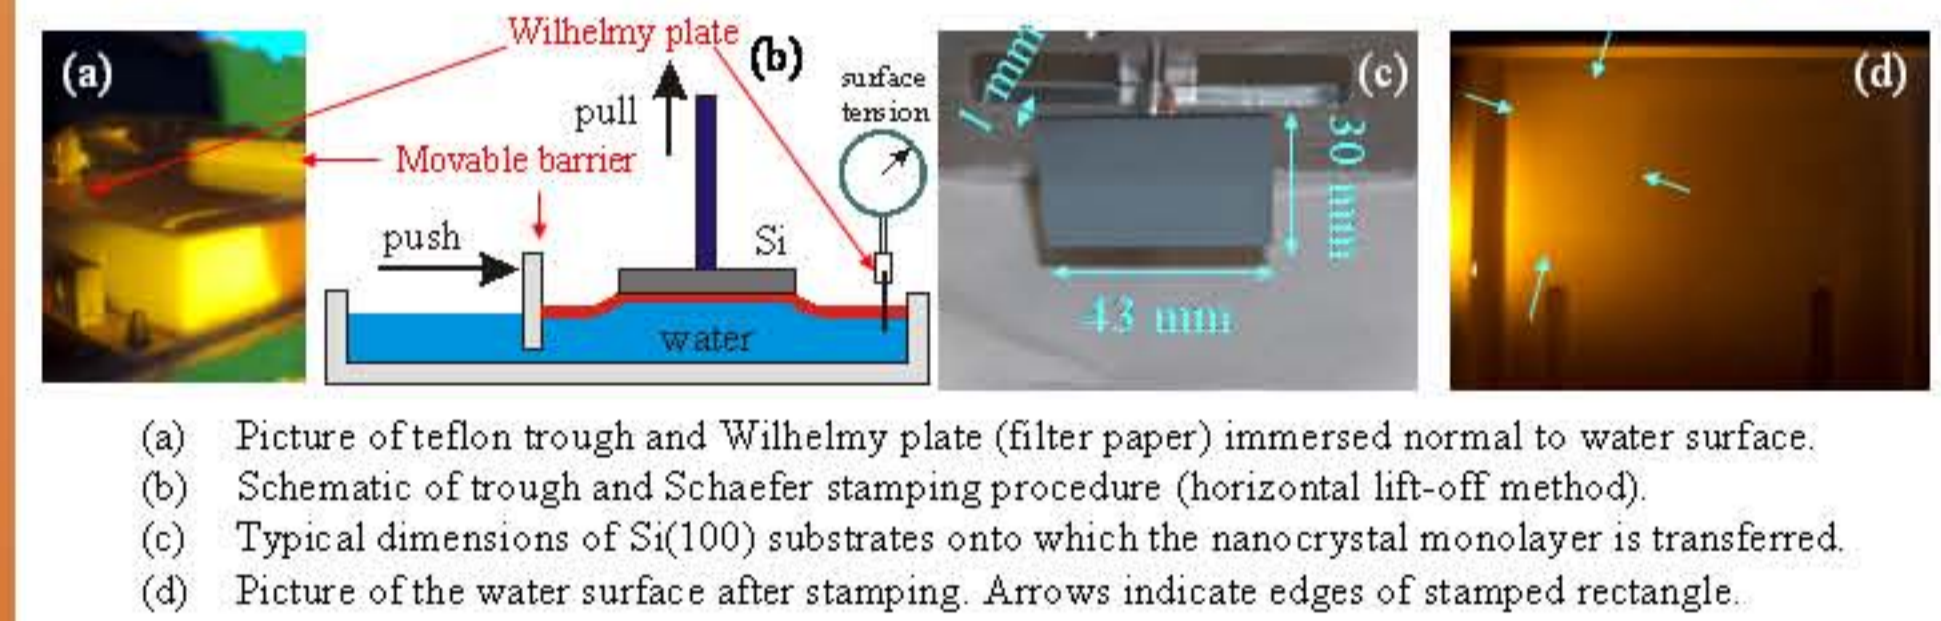 Wilhelmy plate
(a)
(b)
(c)
(d)
pull
surface
tension
1 mm
Movable barrier
30 mm
push
Si
43 mm
water
(a) Picture of teflon trough and Wilhelmy plate (filter paper) immersed normal to water surface.
(b) Schematic of trough and Schaefer stamping procedure (horizontal lift-off method).
(c) Typical dimensions of Si(100) substrates onto which the nanocrystal monolayer is transferred.
(d) Picture of the water surface after stamping. Arrows indicate edges of stamped rectangle.